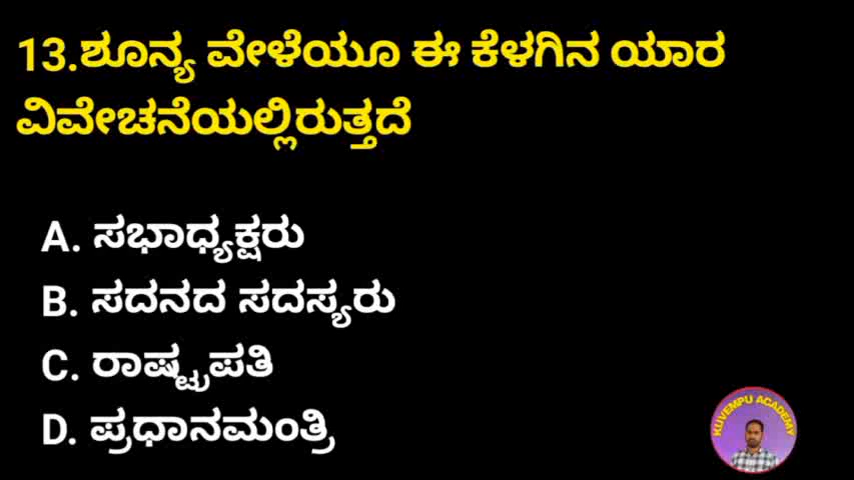 13.ಶೂನ್ಯ ವೇಳೆಯೂ ಈ ಕೆಳಗಿನ ಯಾರ
ವಿವೇಚನೆಯಲ್ಲಿರುತ್ತದೆ
A. ಸಭಾಧ್ಯಕ್ಷರು
B. ಸದನದ ಸದಸ್ಯರು
C. ರಾಷ್ಟ್ರಪತಿ
D. ಪ್ರಧಾನಮಂತ್ರಿ
KUVEMPU ACADEMY